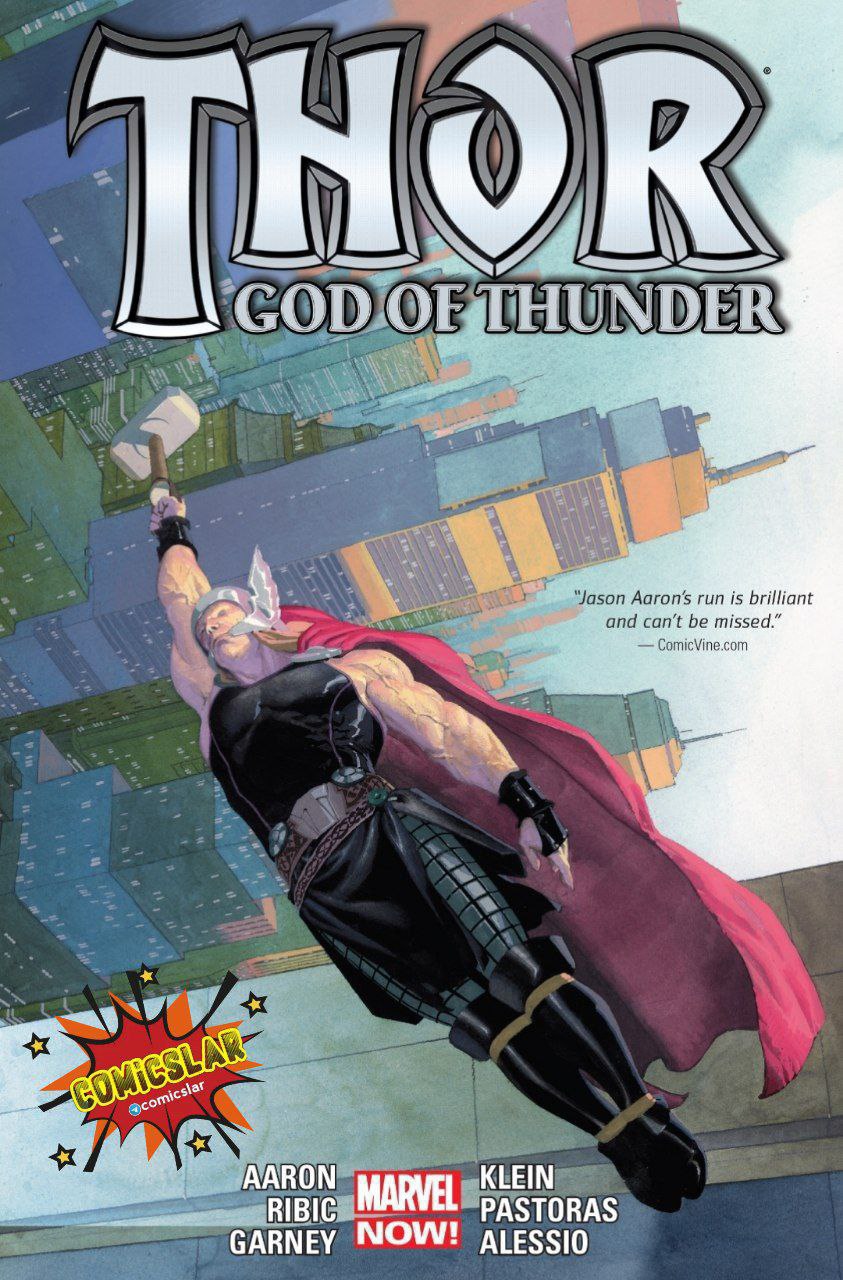 THOR
®
GOD OF THUNDER
"Jason Aaron's run is brilliant
and can't be missed."
— ComicVine.com
COMiCSLAR
@comicslar
AARON
RIBIC
GARNEY
MARVEL
NOW!
KLEIN
PASTORAS
ALESSIO